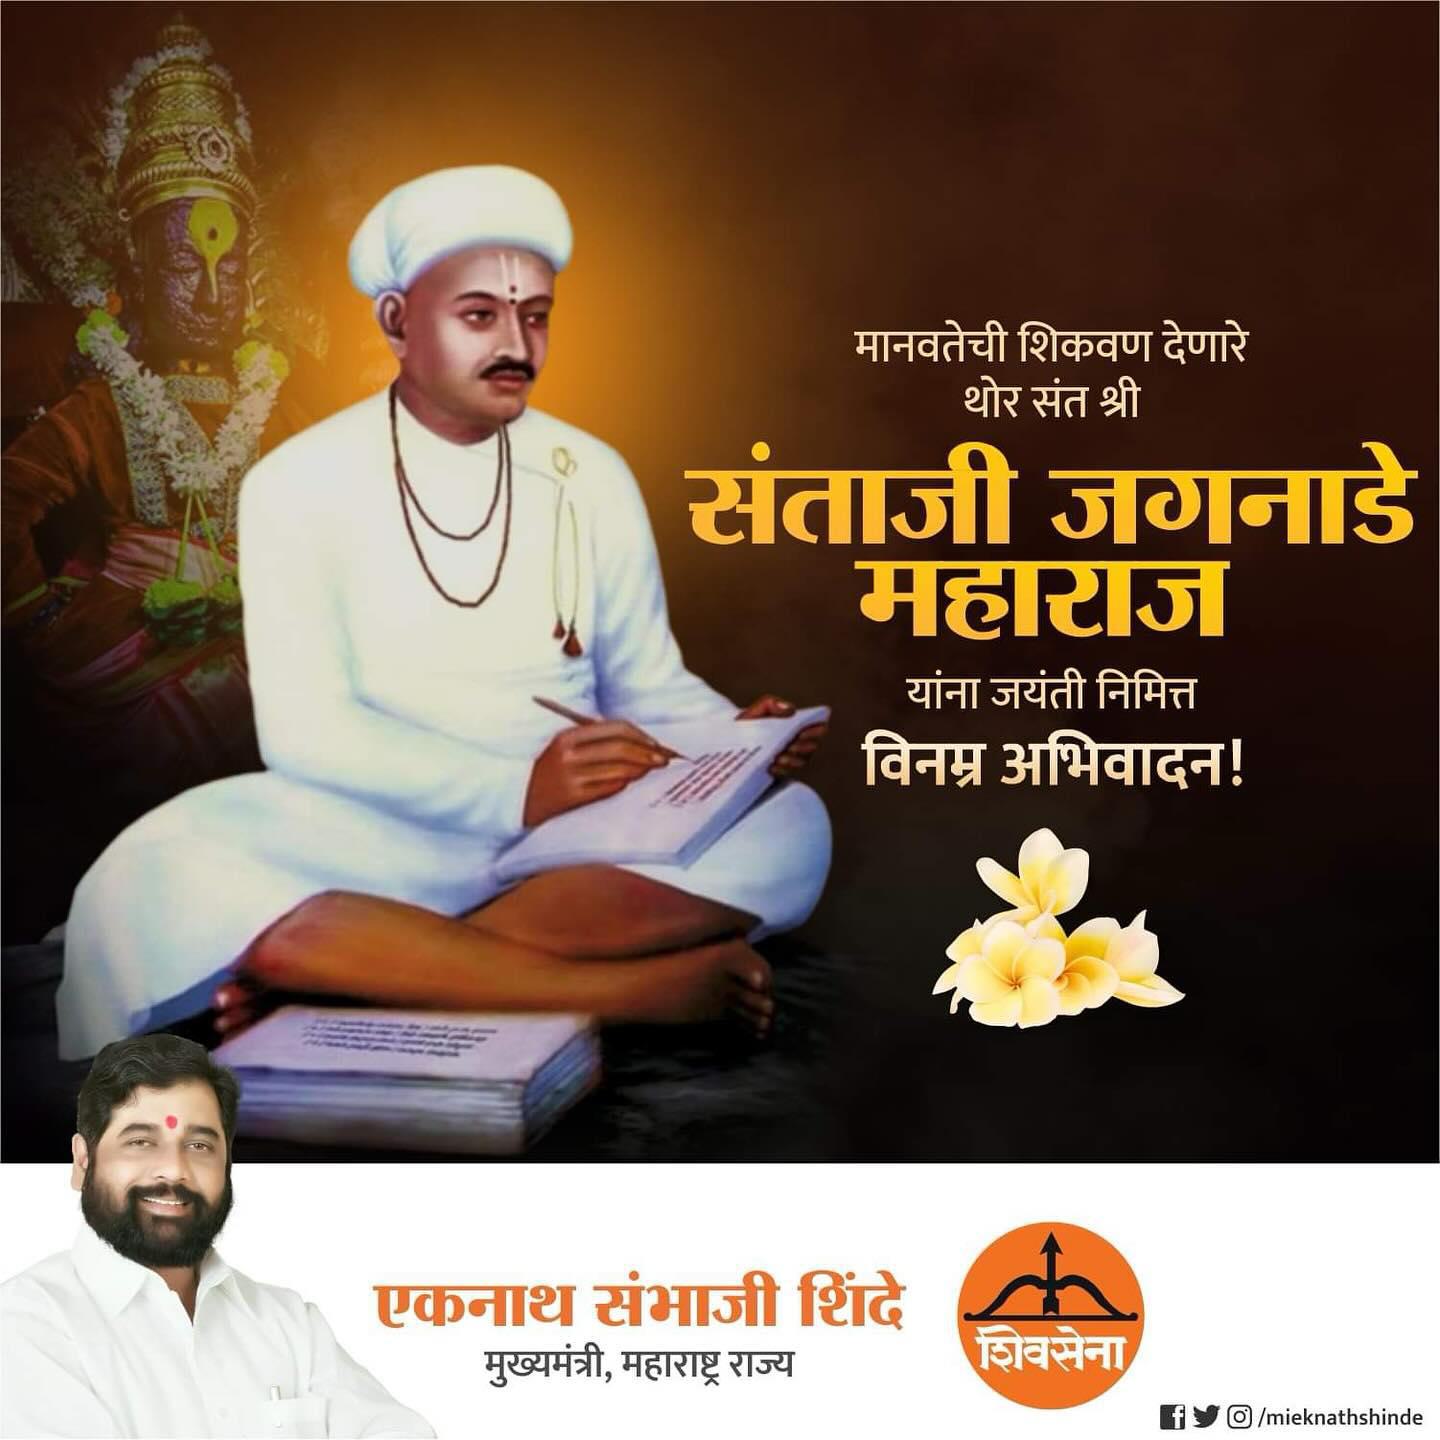 मानवतेची शिकवण देणारे
थोर संत श्री
संताजी जगनाडे
महाराज
यांना जयंती निमित्त
विनम्र अभिवादन!
एकनाथ संभाजी शिंदे
मुख्यमंत्री, महाराष्ट्र राज्य
शिवसेना
/mieknathshinde